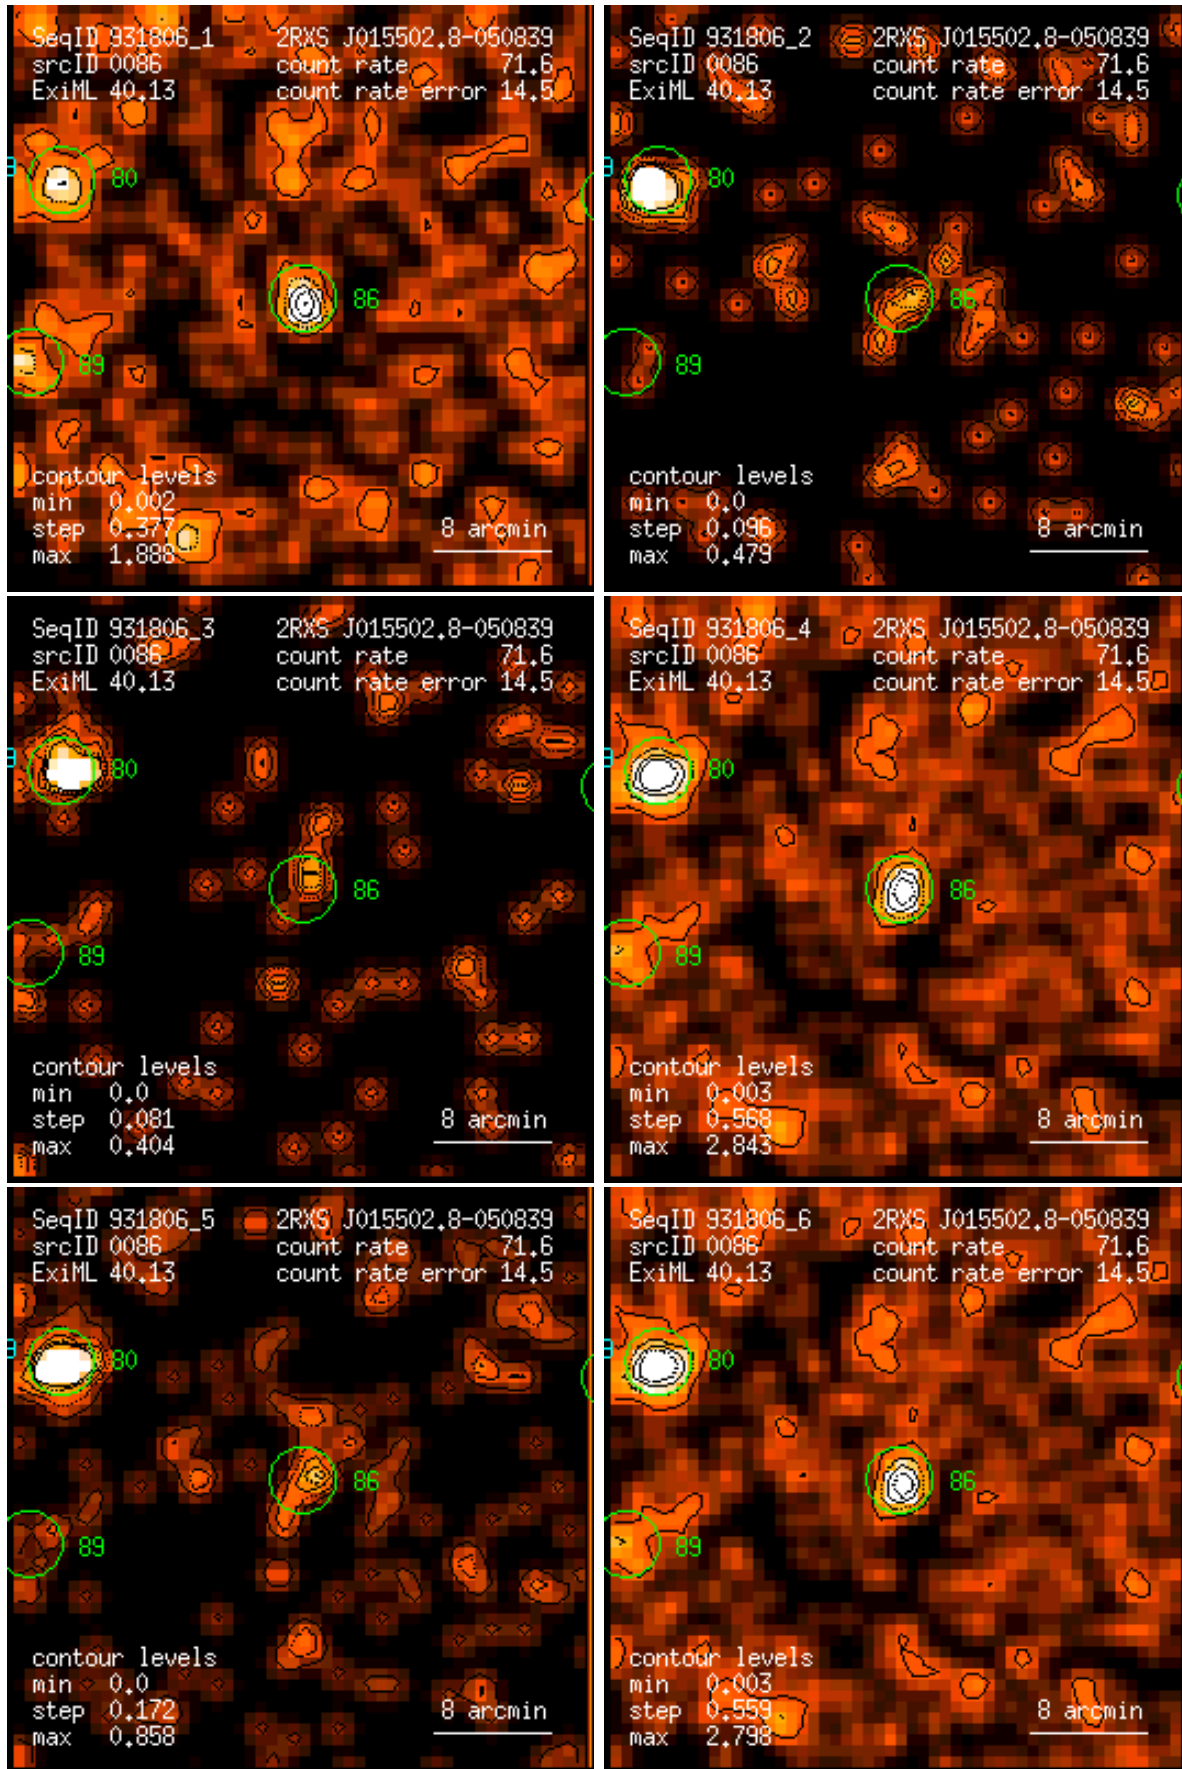 SeqID 931806_1 2RXS J015502.8-050839
srcID 0086 count rate 71.6
ExiML 40.13 count rate error 14.5
9
80
86
89
contour levels
min 0.002
step 0.377
max 1.888
8 arcmin
SeqID 931806_2 2RXS J015502.8-050839
srcID 0086 count rate 71.6
ExiML 40.13 count rate error 14.5
9
80
86
89
contour levels
min 0.0
step 0.096
max 0.479
8 arcmin
SeqID 931806_3 2RXS J015502.8-050839
srcID 0086 count rate 71.6
ExiML 40.13 count rate error 14.5
9
80
86
89
contour levels
min 0.0
step 0.081
max 0.404
8 arcmin
SeqID 931806_4 2RXS J015502.8-050839
srcID 0086 count rate 71.6
ExiML 40.13 count rate error 14.5
9
80
86
89
contour levels
min 0.003
step 0.568
max 2.843
8 arcmin
SeqID 931806_5 2RXS J015502.8-050839
srcID 0086 count rate 71.6
ExiML 40.13 count rate error 14.5
9
80
86
89
contour levels
min 0.0
step 0.172
max 0.858
8 arcmin
SeqID 931806_6 2RXS J015502.8-050839
srcID 0086 count rate 71.6
ExiML 40.13 count rate error 14.5
9
80
86
89
contour levels
min 0.003
step 0.559
max 2.798
8 arcmin